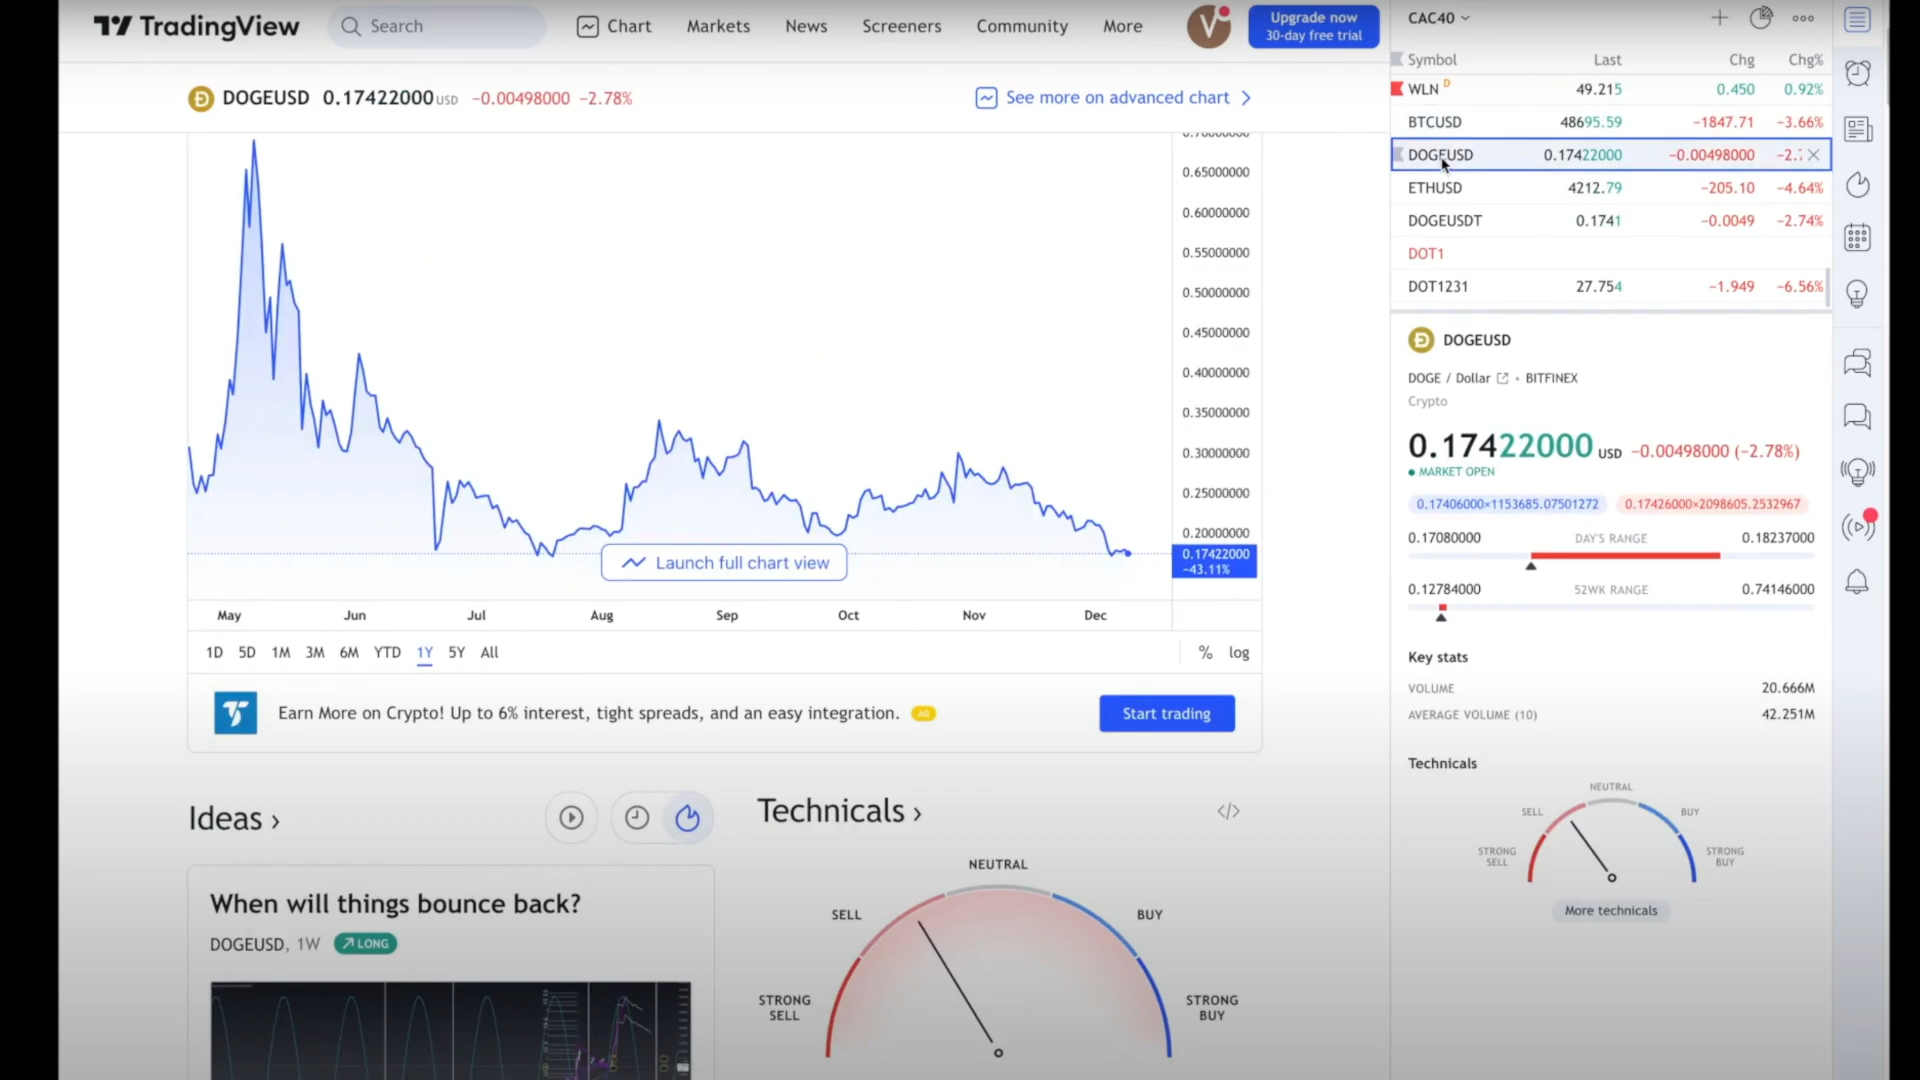 TradingView
Search
Chart
Markets
News
Screeners
Community
More
V
Upgrade now
30-day free trial
DOGEUSD 0.17422000 USD −0.00498000 −2.78%
See more on advanced chart
0.65000000
0.60000000
0.55000000
0.50000000
0.45000000
0.40000000
0.35000000
0.30000000
0.25000000
0.20000000
0.17422000
−43.11%
Launch full chart view
May Jun Jul Aug Sep Oct Nov Dec
1D 5D 1M 3M 6M YTD 1Y 5Y All
% log
Earn More on Crypto! Up to 6% interest, tight spreads, and an easy integration.
Start trading
Ideas ›
When will things bounce back?
DOGEUSD, 1W LONG
Technicals ›
</>
NEUTRAL
SELL
BUY
STRONG
SELL
STRONG
BUY
CAC40
Symbol Last Chg Chg%
WLN D 49.215 0.450 0.92%
BTCUSD 48695.59 −1847.71 −3.66%
DOGEUSD 0.17422000 −0.00498000
ETHUSD 4212.79 −205.10 −4.64%
DOGEUSDT 0.1741 −0.0049 −2.74%
DOT1
DOT1231 27.754 −1.949 −6.56%
DOGEUSD
DOGE / Dollar • BITFINEX
Crypto
0.17422000 USD −0.00498000 (−2.78%)
MARKET OPEN
0.17406000×1153685.07501272 0.17426000×2098605.2532967
0.17080000 DAY'S RANGE 0.18237000
0.12784000 52WK RANGE 0.74146000
Key stats
VOLUME 20.666M
AVERAGE VOLUME (10) 42.251M
Technicals
NEUTRAL
SELL
BUY
STRONG
SELL
STRONG
BUY
More technicals